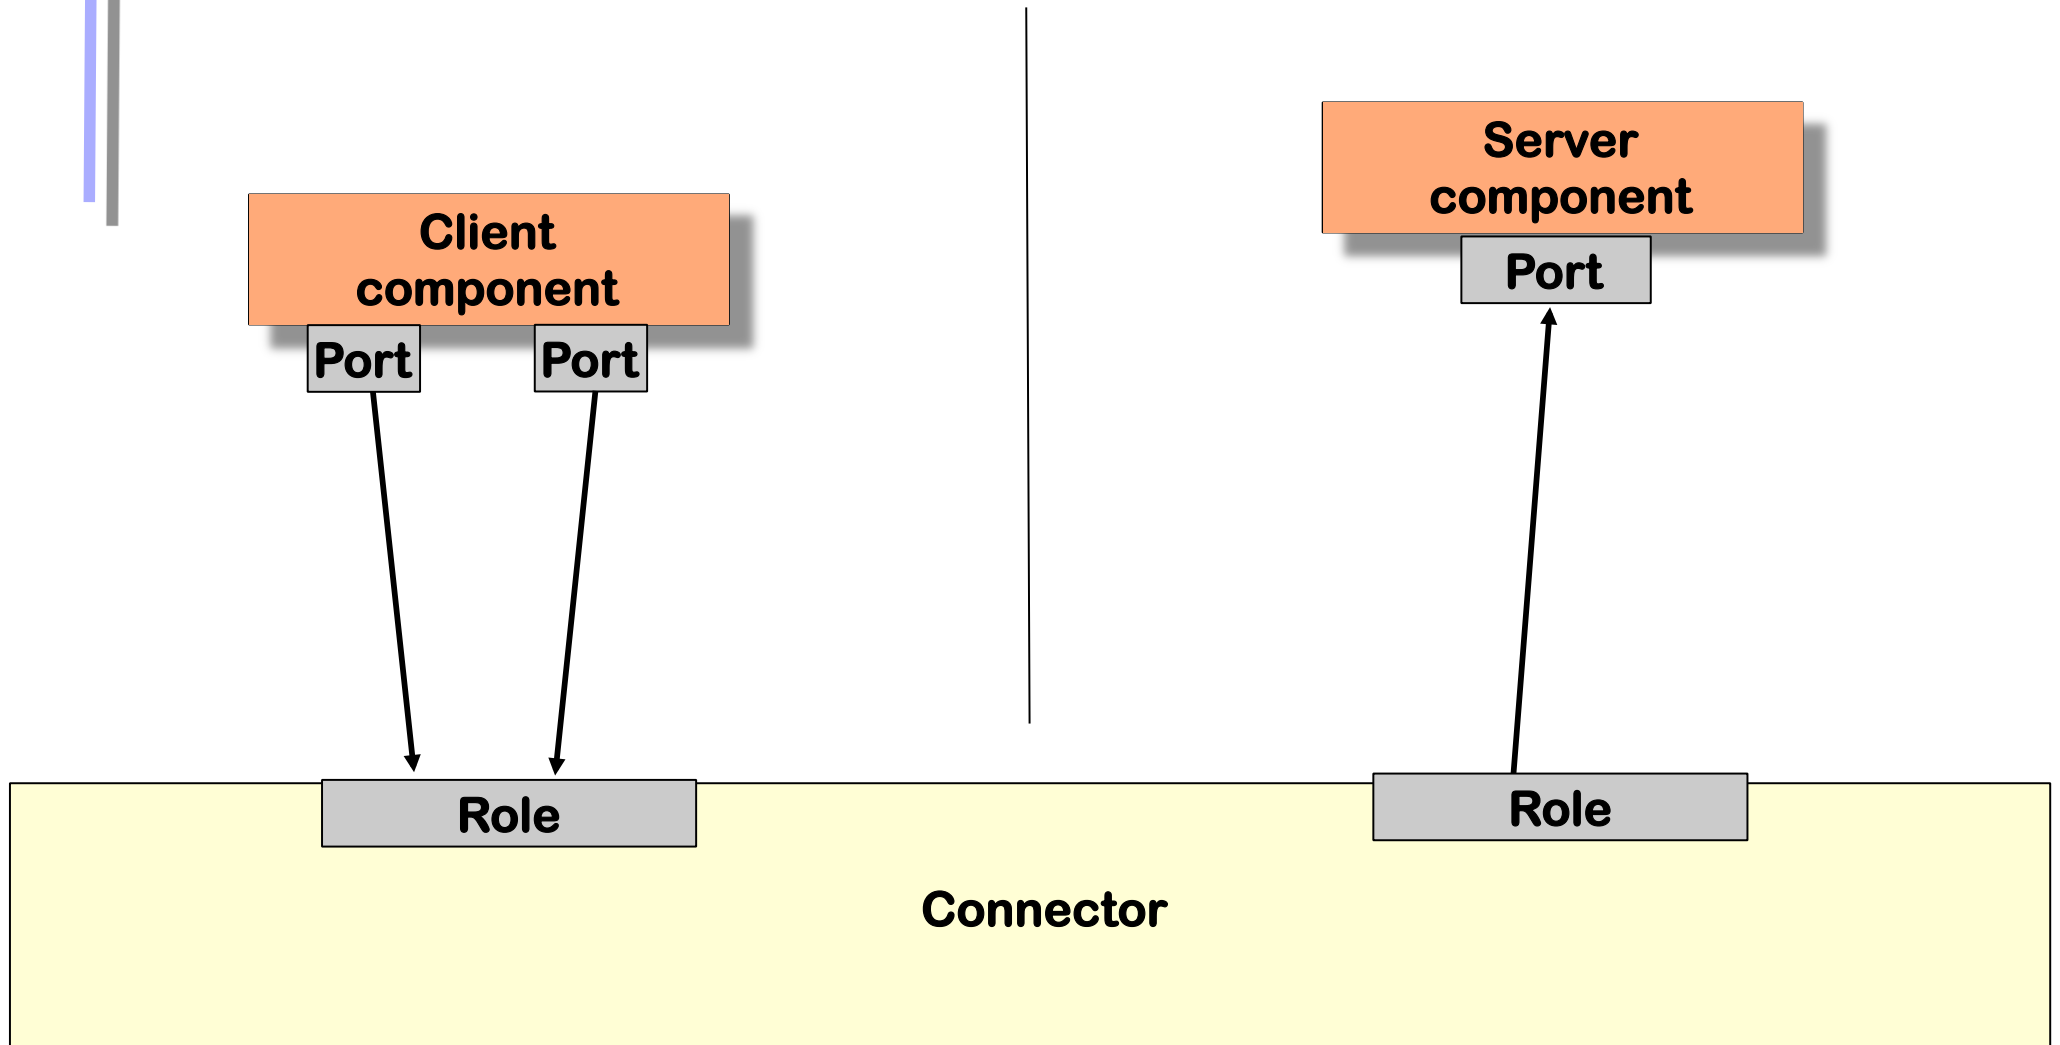 Client
component
Port
Port
Server
component
Port
Role
Role
Connector